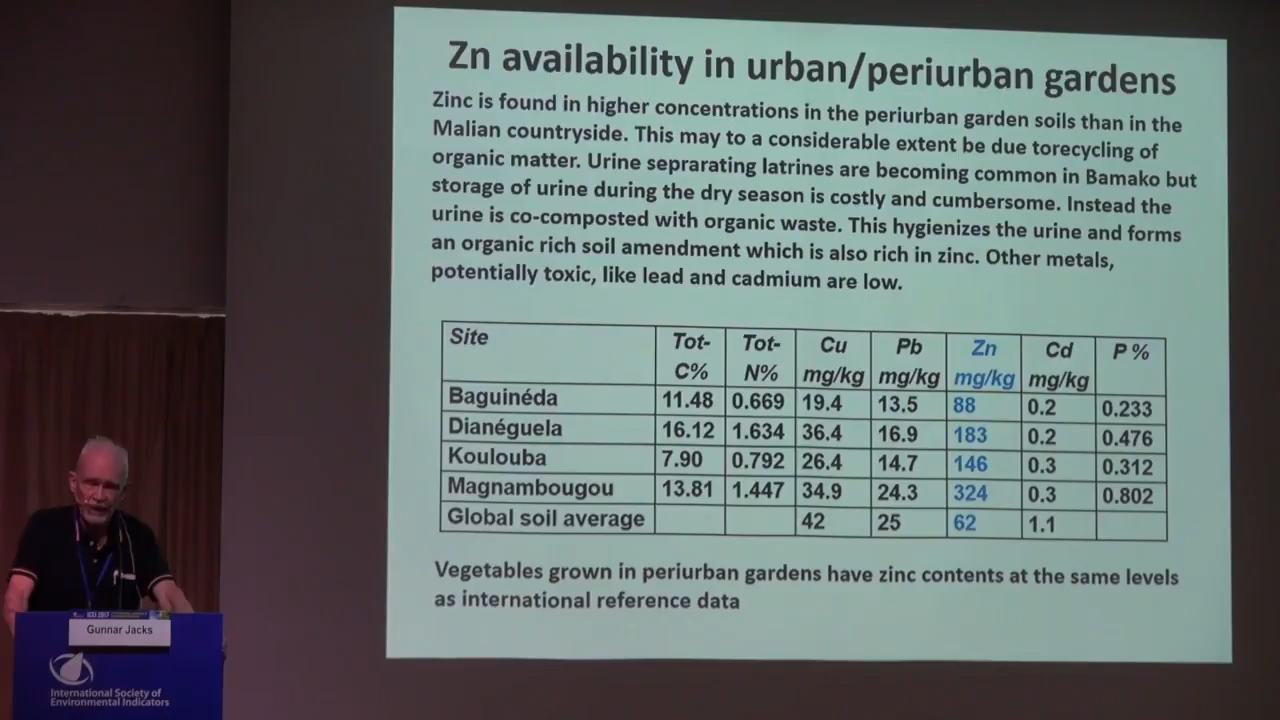 Zn availability in urban/periurban gardens
Zinc is found in higher concentrations in the periurban garden soils than in the
Malian countryside. This may to a considerable extent be due torecycling of
organic matter. Urine seprarating latrines are becoming common in Bamako but
storage of urine during the dry season is costly and cumbersome. Instead the
urine is co-composted with organic waste. This hygienizes the urine and forms
an organic rich soil amendment which is also rich in zinc. Other metals,
potentially toxic, like lead and cadmium are low.
Site Tot-C% Tot-N% Cu mg/kg Pb mg/kg Zn mg/kg Cd mg/kg P %
Baguinéda 11.48 0.669 19.4 13.5 88 0.2 0.233
Dianéguela 16.12 1.634 36.4 16.9 183 0.2 0.476
Koulouba 7.90 0.792 26.4 14.7 146 0.3 0.312
Magnambougou 13.81 1.447 34.9 24.3 324 0.3 0.802
Global soil average 42 25 62 1.1
Vegetables grown in periurban gardens have zinc contents at the same levels
as international reference data
Gunnar Jacks
International Society of
Environmental Indicators